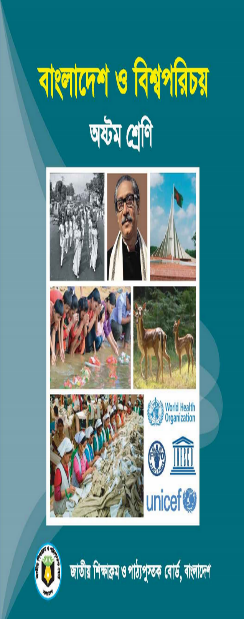 বাংলাদেশ ও বিশ্বপরিচয়
অষ্টম শ্রেণি
World Health
Organization
unicef
জাতীয় শিক্ষাক্রম ও পাঠ্যপুস্তক বোর্ড, বাংলাদেশ